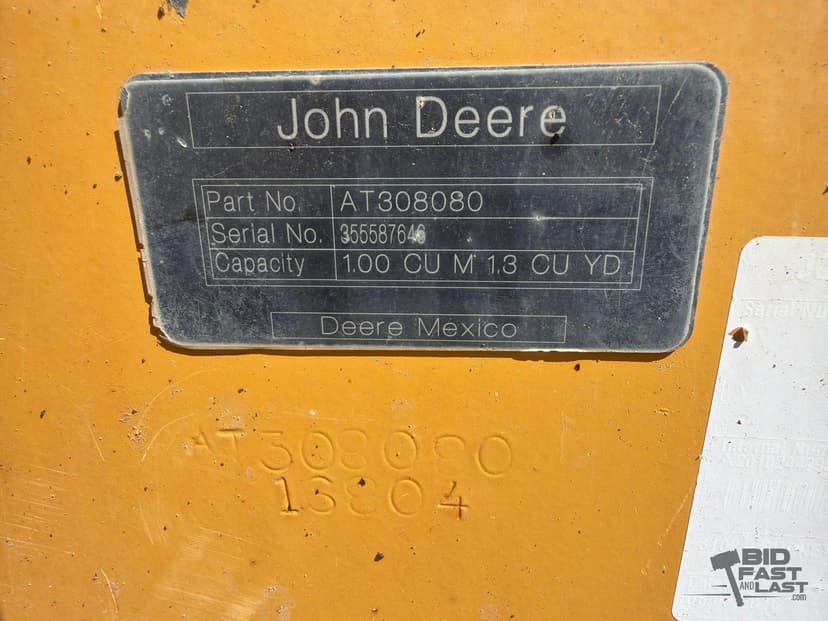 John Deere
Part No. AT308080
Serial No. 355587646
Capacity 1.00 CU M 1.3 CU YD
Deere Mexico
AT308080
BID
FAST
AND LAST
.com